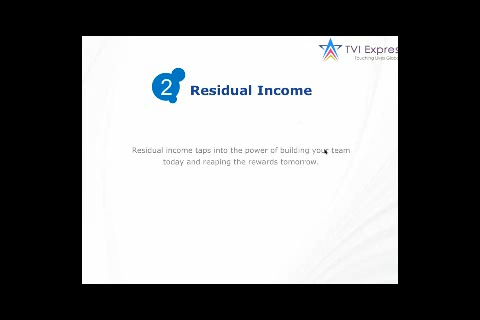 TVI Expres
Touching Lives Global
2
Residual Income
Residual income taps into the power of building your team
today and reaping the rewards tomorrow.